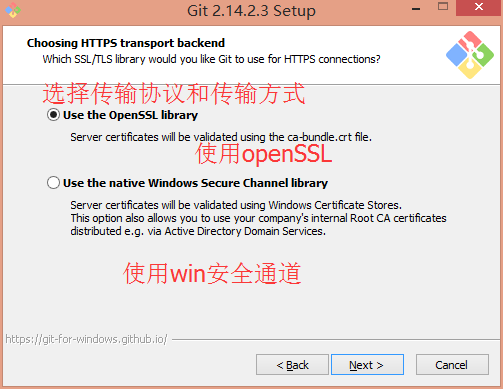 Git 2.14.2.3 Setup
Choosing HTTPS transport backend
Which SSL/TLS library would you like Git to use for HTTPS connections?
选择传输协议和传输方式
Use the OpenSSL library
Server certificates will be validated using the ca-bundle.crt file.
使用openSSL
Use the native Windows Secure Channel library
Server certificates will be validated using Windows Certificate Stores.
This option also allows you to use your company's internal Root CA certificates
distributed e.g. via Active Directory Domain Services.
使用win安全通道
https://git-for-windows.github.io/
< Back
Next >
Cancel